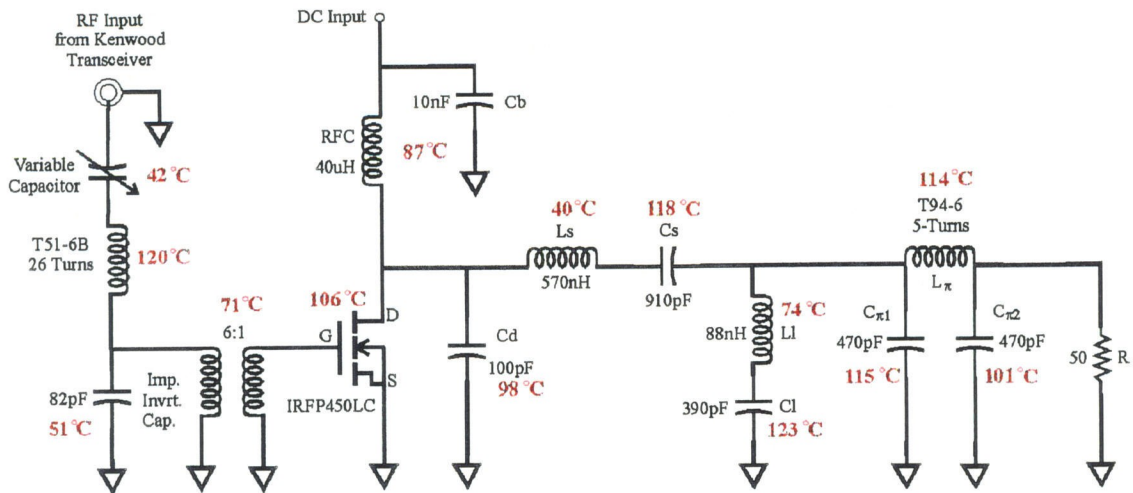 RF Input
from Kenwood
Transceiver
Variable
Capacitor
42°C
T51-6B
26 Turns
120°C
82pF
51°C
Imp.
Invrt.
Cap.
71°C
6:1
DC Input
10nF
Cb
RFC
40uH
87°C
106°C
G
D
S
IRFP450LC
Cd
100pF
98°C
40°C
Ls
570nH
118°C
Cs
910pF
88nH
74°C
Ll
390pF
Cl
123°C
114°C
T94-6
5-Turns
Lπ
Cπ1
470pF
115°C
Cπ2
470pF
101°C
50
R